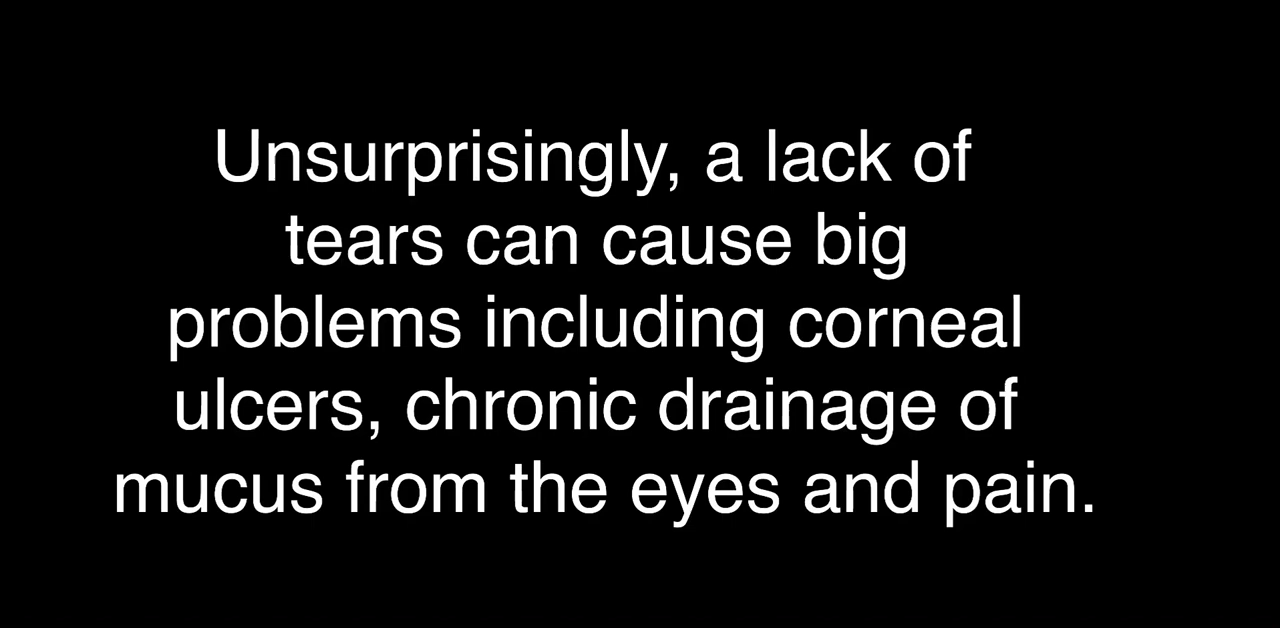 Unsurprisingly, a lack of
tears can cause big
problems including corneal
ulcers, chronic drainage of
mucus from the eyes and pain.